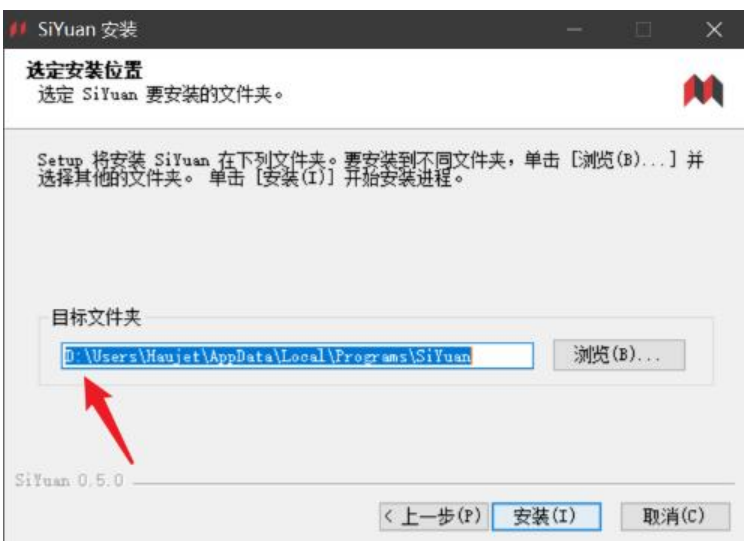 SiYuan 安装
选定安装位置
选定 SiYuan 要安装的文件夹。
Setup 将安装 SiYuan 在下列文件夹。要安装到不同文件夹，单击 [浏览(B)...] 并
选择其他的文件夹。 单击 [安装(I)] 开始安装进程。
目标文件夹
D:\Users\Haujet\AppData\Local\Programs\SiYuan
浏览(B)...
SiYuan 0.5.0
< 上一步(P)
安装(I)
取消(C)